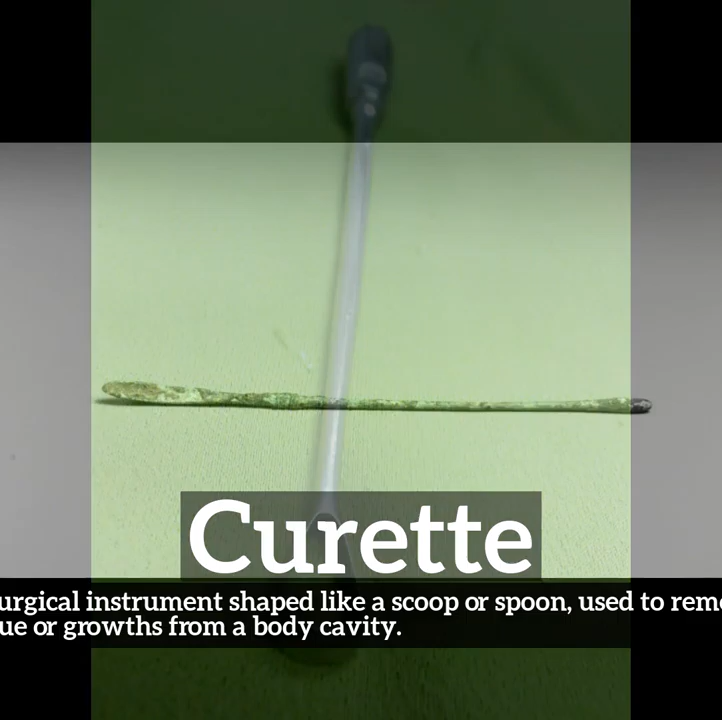 Curette
urgical instrument shaped like a scoop or spoon, used to rem
ue or growths from a body cavity.